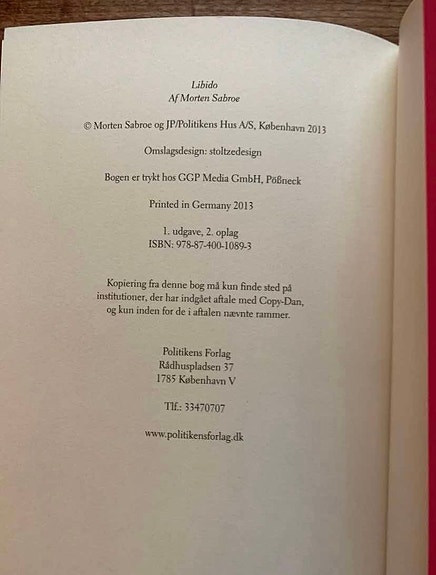 Libido
Af Morten Sabroe
© Morten Sabroe og JP/Politikens Hus A/S, København 2013
Omslagsdesign: stoltzedesign
Bogen er trykt hos GGP Media GmbH, Pößneck
Printed in Germany 2013
1. udgave, 2. oplag
ISBN: 978-87-400-1089-3
Kopiering fra denne bog må kun finde sted på
institutioner, der har indgået aftale med Copy-Dan,
og kun inden for de i aftalen nævnte rammer.
Politikens Forlag
Rådhuspladsen 37
1785 København V
Tlf.: 33470707
www.politikensforlag.dk